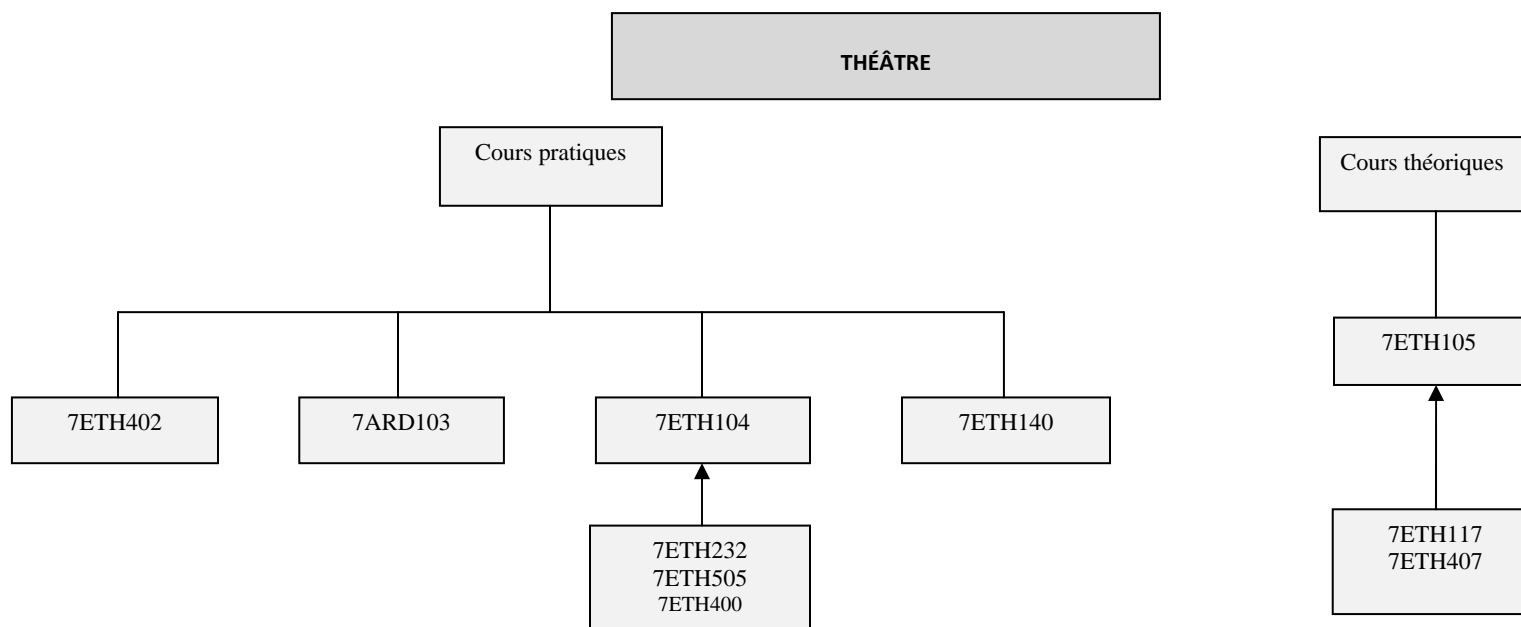 THÉÂTRE
Cours pratiques
Cours théoriques
7ETH105
7ETH402
7ARD103
7ETH104
7ETH140
7ETH232
7ETH505
7ETH400
7ETH117
7ETH407